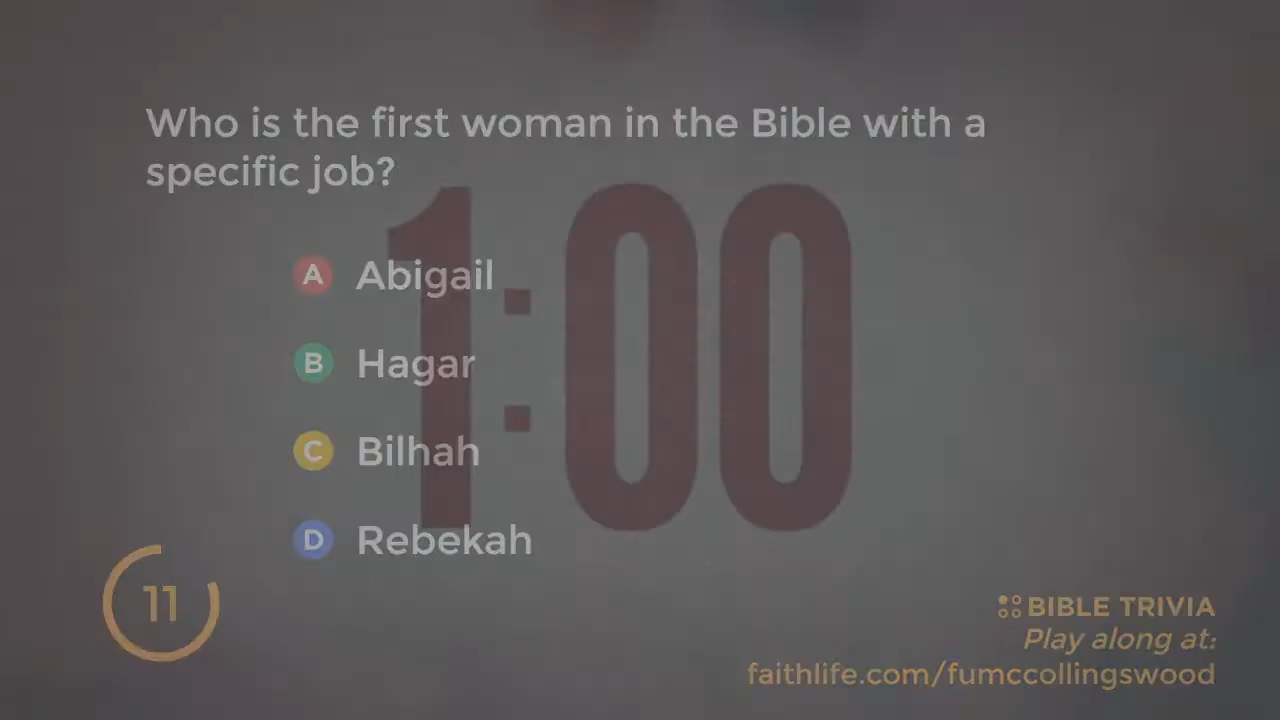 Who is the first woman in the Bible with a
specific job?
1:00
A Abigail
B Hagar
C Bilhah
D Rebekah
11
BIBLE TRIVIA
Play along at:
faithlife.com/fumccollingswood